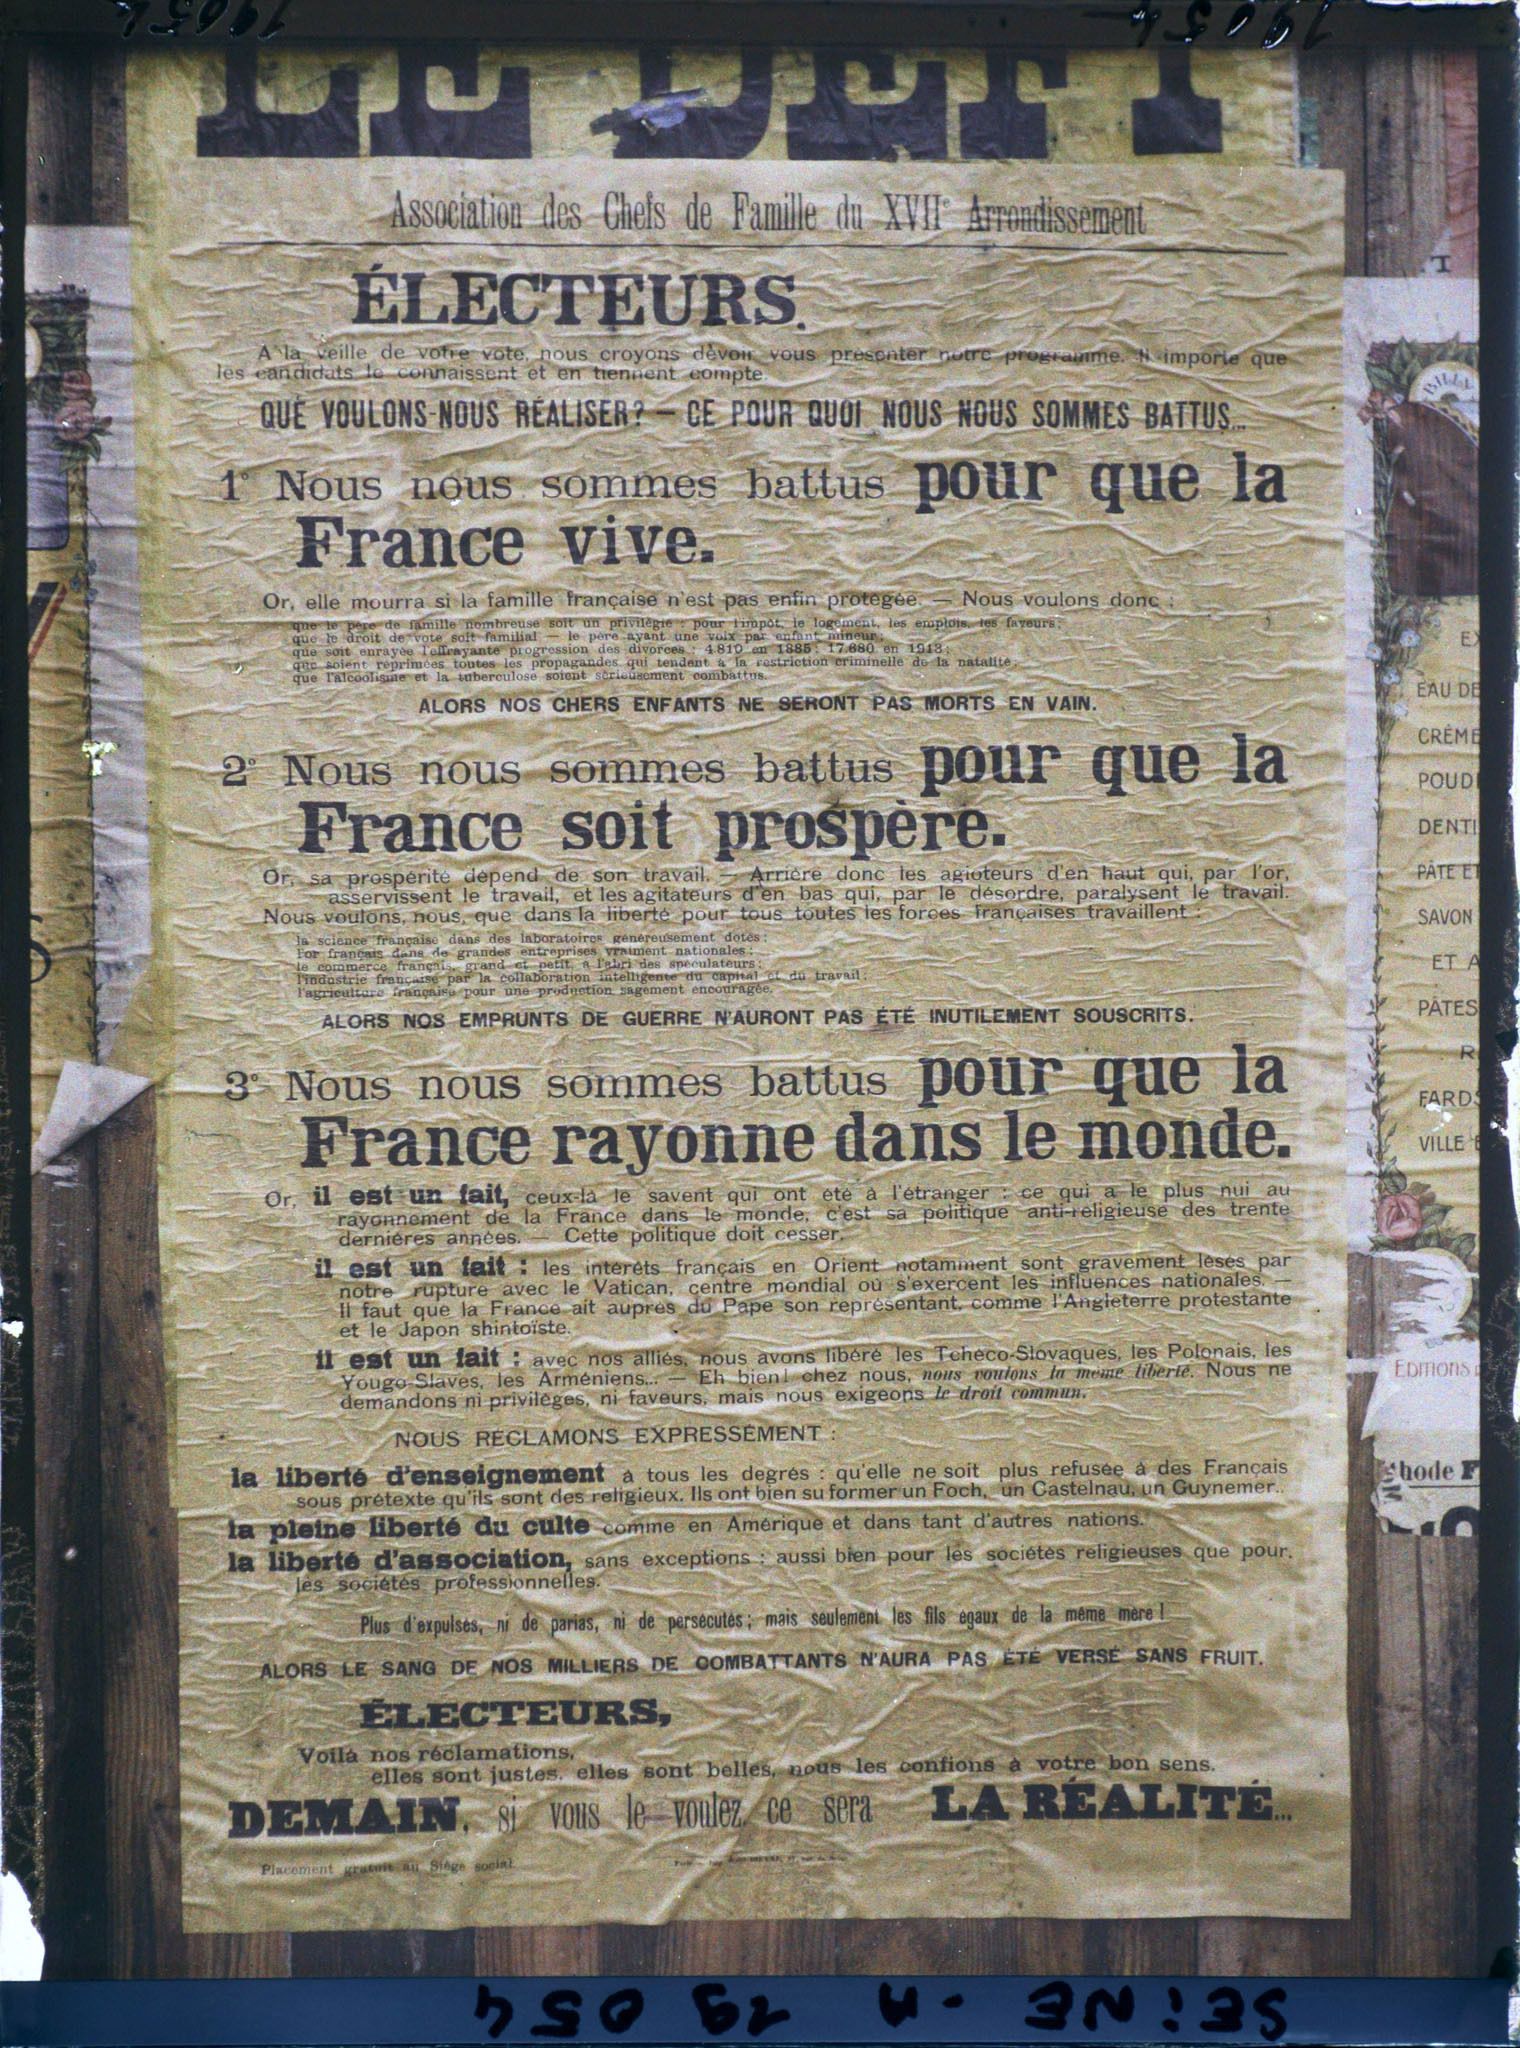 19054
19054
LE DÉFI
Association des Chefs de Famille du XVIIe Arrondissement
ÉLECTEURS,
A la veille de votre vote, nous croyons devoir vous présenter notre programme. Il importe que
les candidats le connaissent et en tiennent compte.
QUE VOULONS-NOUS RÉALISER? — CE POUR QUOI NOUS NOUS SOMMES BATTUS...
1° Nous nous sommes battus pour que la
France vive.
Or, elle mourra si la famille française n'est pas enfin protégée. — Nous voulons donc :
que le père de famille nombreuse soit un privilégié : pour l'impôt, le logement, les emplois, les faveurs;
que le droit de vote soit familial — le père ayant une voix par enfant mineur;
que soit enrayée l'effrayante progression des divorces : 4.810 en 1885; 17.680 en 1913;
que soient réprimées toutes les propagandes qui tendent à la restriction criminelle de la natalité;
que l'alcoolisme et la tuberculose soient sérieusement combattus.
ALORS NOS CHERS ENFANTS NE SERONT PAS MORTS EN VAIN.
2° Nous nous sommes battus pour que la
France soit prospère.
Or, sa prospérité dépend de son travail. — Arrière donc les agioteurs d'en haut qui, par l'or,
asservissent le travail, et les agitateurs d'en bas qui, par le désordre, paralysent le travail.
Nous voulons, nous, que dans la liberté pour tous toutes les forces françaises travaillent :
la science française dans des laboratoires généreusement dotés;
l'or français dans de grandes entreprises vraiment nationales;
le commerce français, grand et petit, à l'abri des spéculateurs;
l'industrie française par la collaboration intelligente du capital et du travail;
l'agriculture française pour une production sagement encouragée.
ALORS NOS EMPRUNTS DE GUERRE N'AURONT PAS ÉTÉ INUTILEMENT SOUSCRITS.
3° Nous nous sommes battus pour que la
France rayonne dans le monde.
Or, il est un fait, ceux-là le savent qui ont été à l'étranger : ce qui a le plus nui au
rayonnement de la France dans le monde, c'est sa politique anti-religieuse des trente
dernières années. — Cette politique doit cesser.
il est un fait : les intérêts français en Orient notamment sont gravement lésés par
notre rupture avec le Vatican, centre mondial où s'exercent les influences nationales. —
Il faut que la France ait auprès du Pape son représentant, comme l'Angleterre protestante
et le Japon shintoïste.
il est un fait : avec nos alliés, nous avons libéré les Tchéco-Slovaques, les Polonais, les
Yougo-Slaves, les Arméniens... — Eh bien! chez nous, nous voulons la même liberté. Nous ne
demandons ni privilèges, ni faveurs, mais nous exigeons le droit commun.
NOUS RÉCLAMONS EXPRESSÉMENT :
la liberté d'enseignement à tous les degrés : qu'elle ne soit plus refusée à des Français
sous prétexte qu'ils sont des religieux. Ils ont bien su former un Foch, un Castelnau, un Guynemer..
la pleine liberté du culte comme en Amérique et dans tant d'autres nations.
la liberté d'association, sans exceptions : aussi bien pour les sociétés religieuses que pour
les sociétés professionnelles.
Plus d'expulsés, ni de parias, ni de persécutés; mais seulement les fils égaux de la même mère!
ALORS LE SANG DE NOS MILLIERS DE COMBATTANTS N'AURA PAS ÉTÉ VERSÉ SANS FRUIT.
ÉLECTEURS,
Voilà nos réclamations,
elles sont justes, elles sont belles, nous les confions à votre bon sens.
DEMAIN, si vous le voulez, ce sera LA RÉALITÉ...
Placement gratuit au Siège social.
BILLY
EAU DE
CRÈME
POUD
DENTI
PÂTE ET
SAVON
ET A
PÂTES
R
FARDS
VILLE
EDITIONS
hode F
SEINE -A 19 054